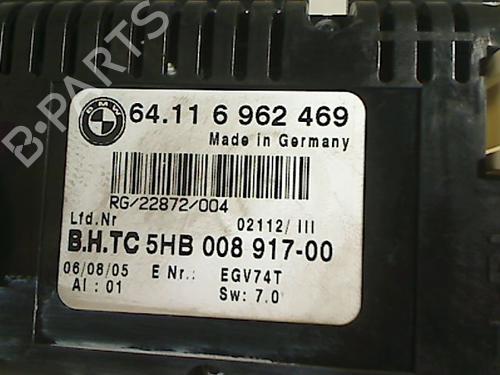 B-PARTS
BMW
64.11 6 962 469
Made in Germany
RG/22872/004
Lfd.Nr 02112/ III
B.H.TC 5HB 008 917-00
06/08/05 E Nr.: EGV74T
AI : 01 Sw: 7.0